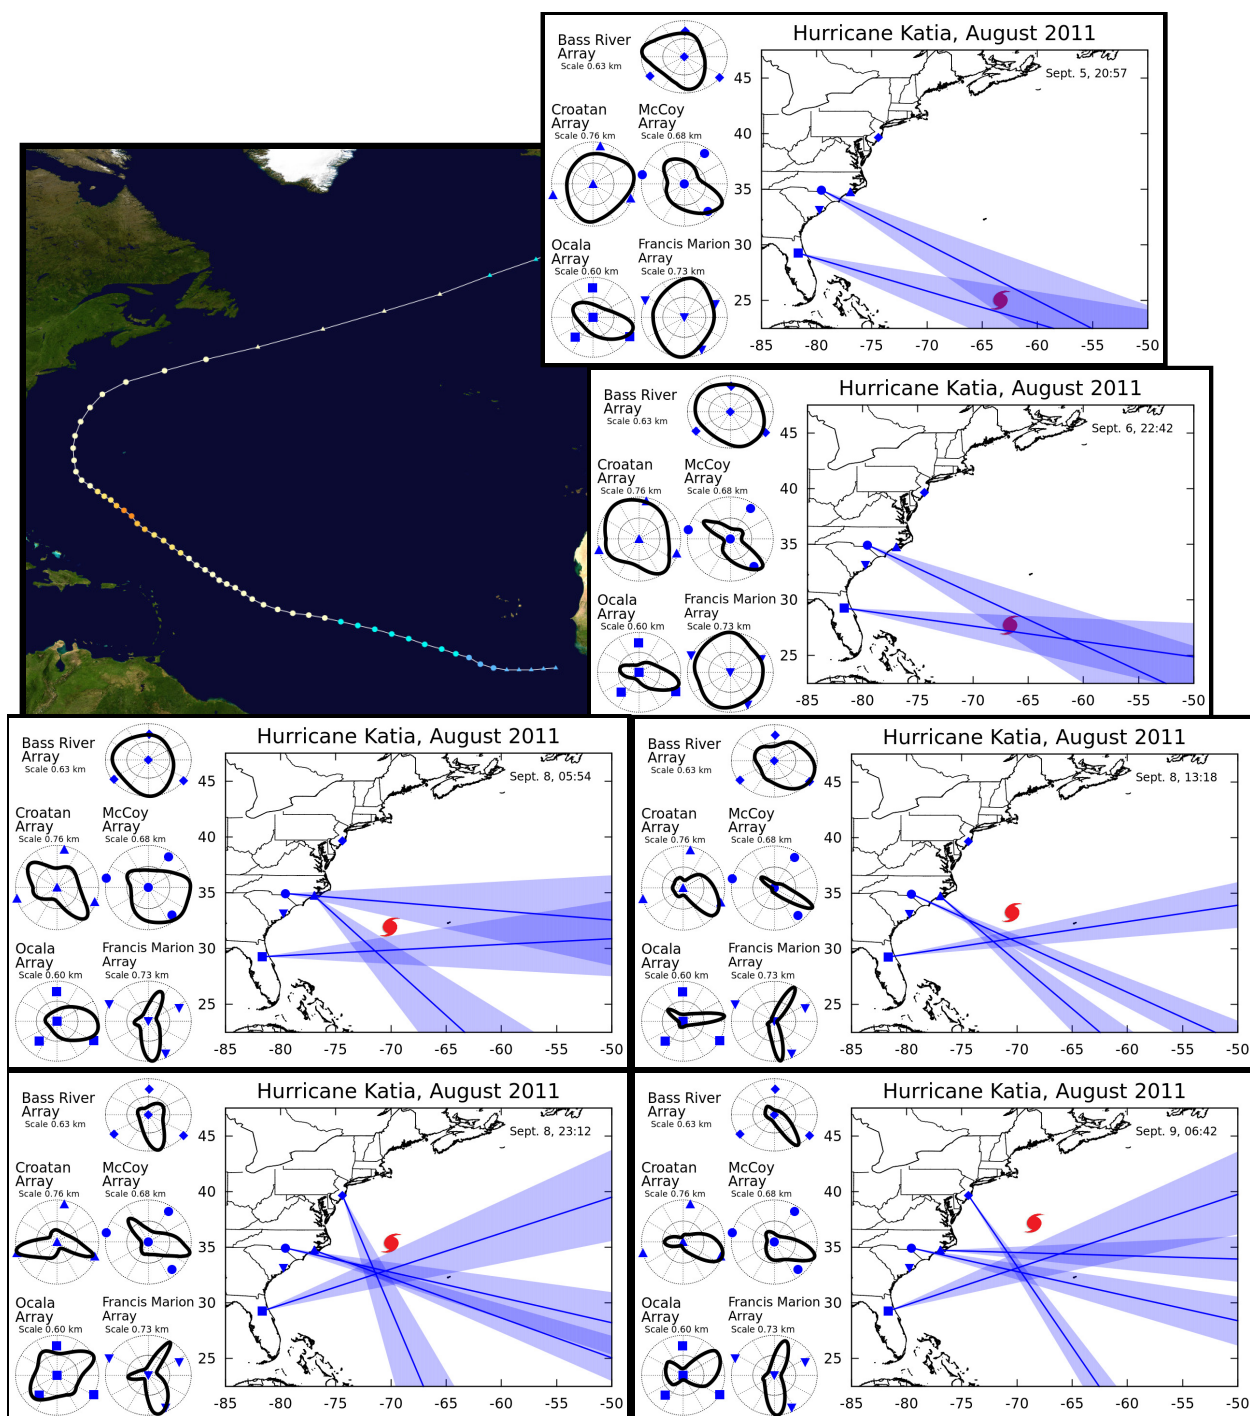 Hurricane Katia, August 2011
Bass River
Array
Scale 0.63 km
Sept. 5, 20:57
Croatan
Array
Scale 0.76 km
McCoy
Array
Scale 0.68 km
Ocala
Array
Scale 0.60 km
Francis Marion
Array
Scale 0.73 km
45
40
35
30
25
-85 -80 -75 -70 -65 -60 -55 -50
Hurricane Katia, August 2011
Bass River
Array
Scale 0.63 km
Sept. 6, 22:42
Croatan
Array
Scale 0.76 km
McCoy
Array
Scale 0.68 km
Ocala
Array
Scale 0.60 km
Francis Marion
Array
Scale 0.73 km
45
40
35
30
25
-85 -80 -75 -70 -65 -60 -55 -50
Hurricane Katia, August 2011
Bass River
Array
Scale 0.63 km
Sept. 8, 05:54
Croatan
Array
Scale 0.76 km
McCoy
Array
Scale 0.68 km
Ocala
Array
Scale 0.60 km
Francis Marion
Array
Scale 0.73 km
45
40
35
30
25
-85 -80 -75 -70 -65 -60 -55 -50
Hurricane Katia, August 2011
Bass River
Array
Scale 0.63 km
Sept. 8, 13:18
Croatan
Array
Scale 0.76 km
McCoy
Array
Scale 0.68 km
Ocala
Array
Scale 0.60 km
Francis Marion
Array
Scale 0.73 km
45
40
35
30
25
-85 -80 -75 -70 -65 -60 -55 -50
Hurricane Katia, August 2011
Bass River
Array
Scale 0.63 km
Sept. 8, 23:12
Croatan
Array
Scale 0.76 km
McCoy
Array
Scale 0.68 km
Ocala
Array
Scale 0.60 km
Francis Marion
Array
Scale 0.73 km
45
40
35
30
25
-85 -80 -75 -70 -65 -60 -55 -50
Hurricane Katia, August 2011
Bass River
Array
Scale 0.63 km
Sept. 9, 06:42
Croatan
Array
Scale 0.76 km
McCoy
Array
Scale 0.68 km
Ocala
Array
Scale 0.60 km
Francis Marion
Array
Scale 0.73 km
45
40
35
30
25
-85 -80 -75 -70 -65 -60 -55 -50